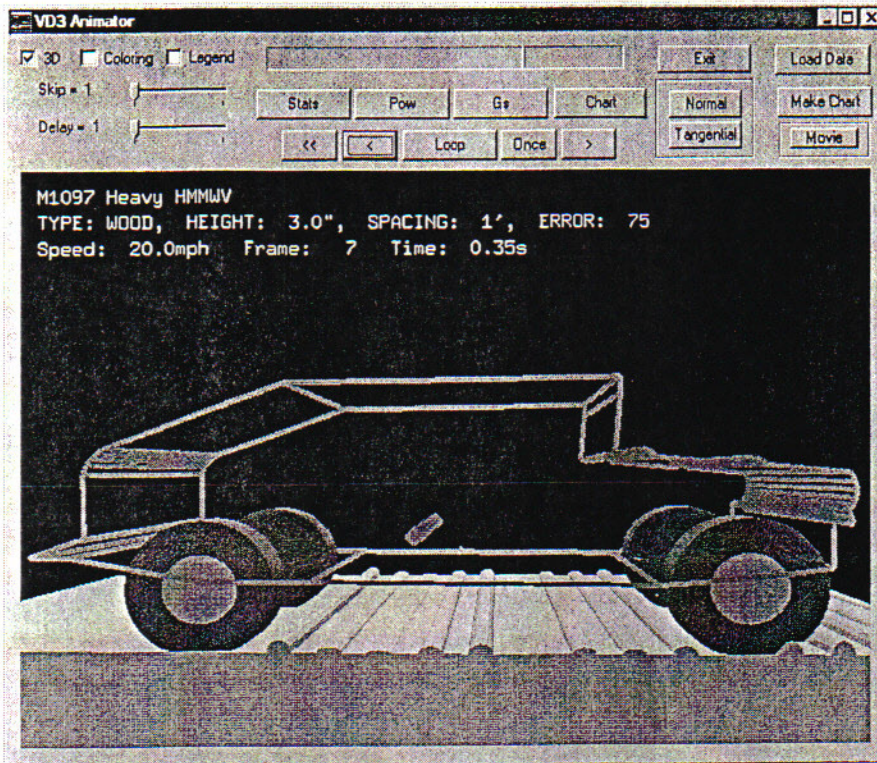 VD3 Animator
3D Coloring Legend Exit Load Data
Skip = 1
Stats Pow Gs Chart Normal Make Chart
Delay = 1
<< < Loop Once > Tangential Movie
M1097 Heavy HMMWV
TYPE: WOOD, HEIGHT: 3.0", SPACING: 1', ERROR: 75
Speed: 20.0mph Frame: 7 Time: 0.35s